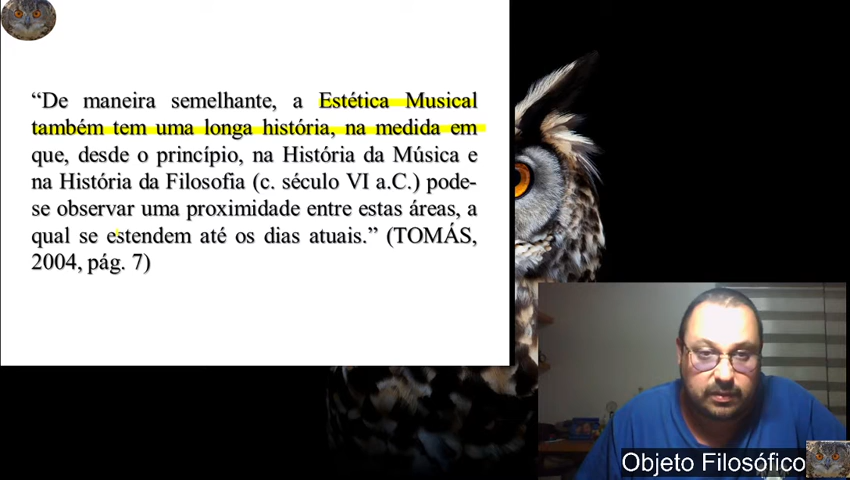 “De maneira semelhante, a Estética Musical
também tem uma longa história, na medida em
que, desde o princípio, na História da Música e
na História da Filosofia (c. século VI a.C.) pode-
se observar uma proximidade entre estas áreas, a
qual se estendem até os dias atuais.” (TOMÁS,
2004, pág. 7)
Objeto Filosófico